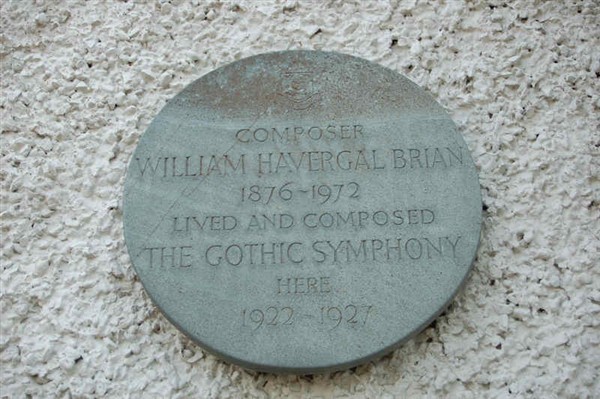 COMPOSER
WILLIAM HAVERGAL BRIAN
1876-1972
LIVED AND COMPOSED
THE GOTHIC SYMPHONY
HERE
1922-1927